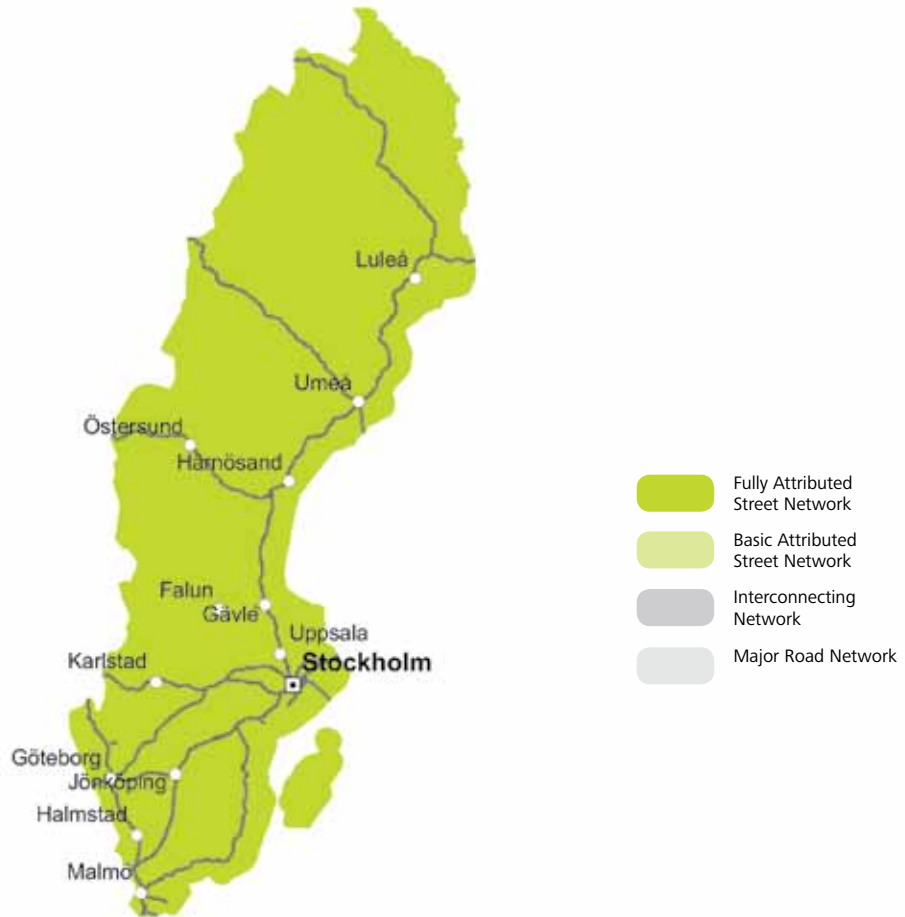 Luleå
Umeå
Östersund
Härnösand
Falun
Gävle
Uppsala
Stockholm
Karlstad
Göteborg
Jönköping
Halmstad
Malmö
Fully Attributed
Street Network
Basic Attributed
Street Network
Interconnecting
Network
Major Road Network